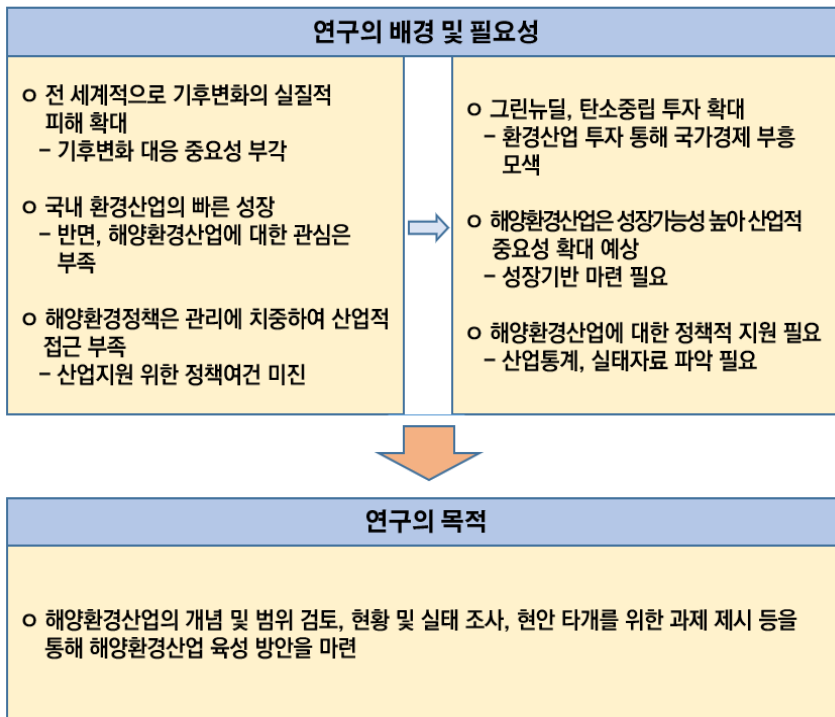 연구의 배경 및 필요성
ㅇ 전 세계적으로 기후변화의 실질적
피해 확대
- 기후변화 대응 중요성 부각
ㅇ 국내 환경산업의 빠른 성장
- 반면, 해양환경산업에 대한 관심은
부족
ㅇ 해양환경정책은 관리에 치중하여 산업적
접근 부족
- 산업지원 위한 정책여건 미진
ㅇ 그린뉴딜, 탄소중립 투자 확대
- 환경산업 투자 통해 국가경제 부흥
모색
ㅇ 해양환경산업은 성장가능성 높아 산업적
중요성 확대 예상
- 성장기반 마련 필요
ㅇ 해양환경산업에 대한 정책적 지원 필요
- 산업통계, 실태자료 파악 필요
연구의 목적
ㅇ 해양환경산업의 개념 및 범위 검토, 현황 및 실태 조사, 현안 타개를 위한 과제 제시 등을
통해 해양환경산업 육성 방안을 마련